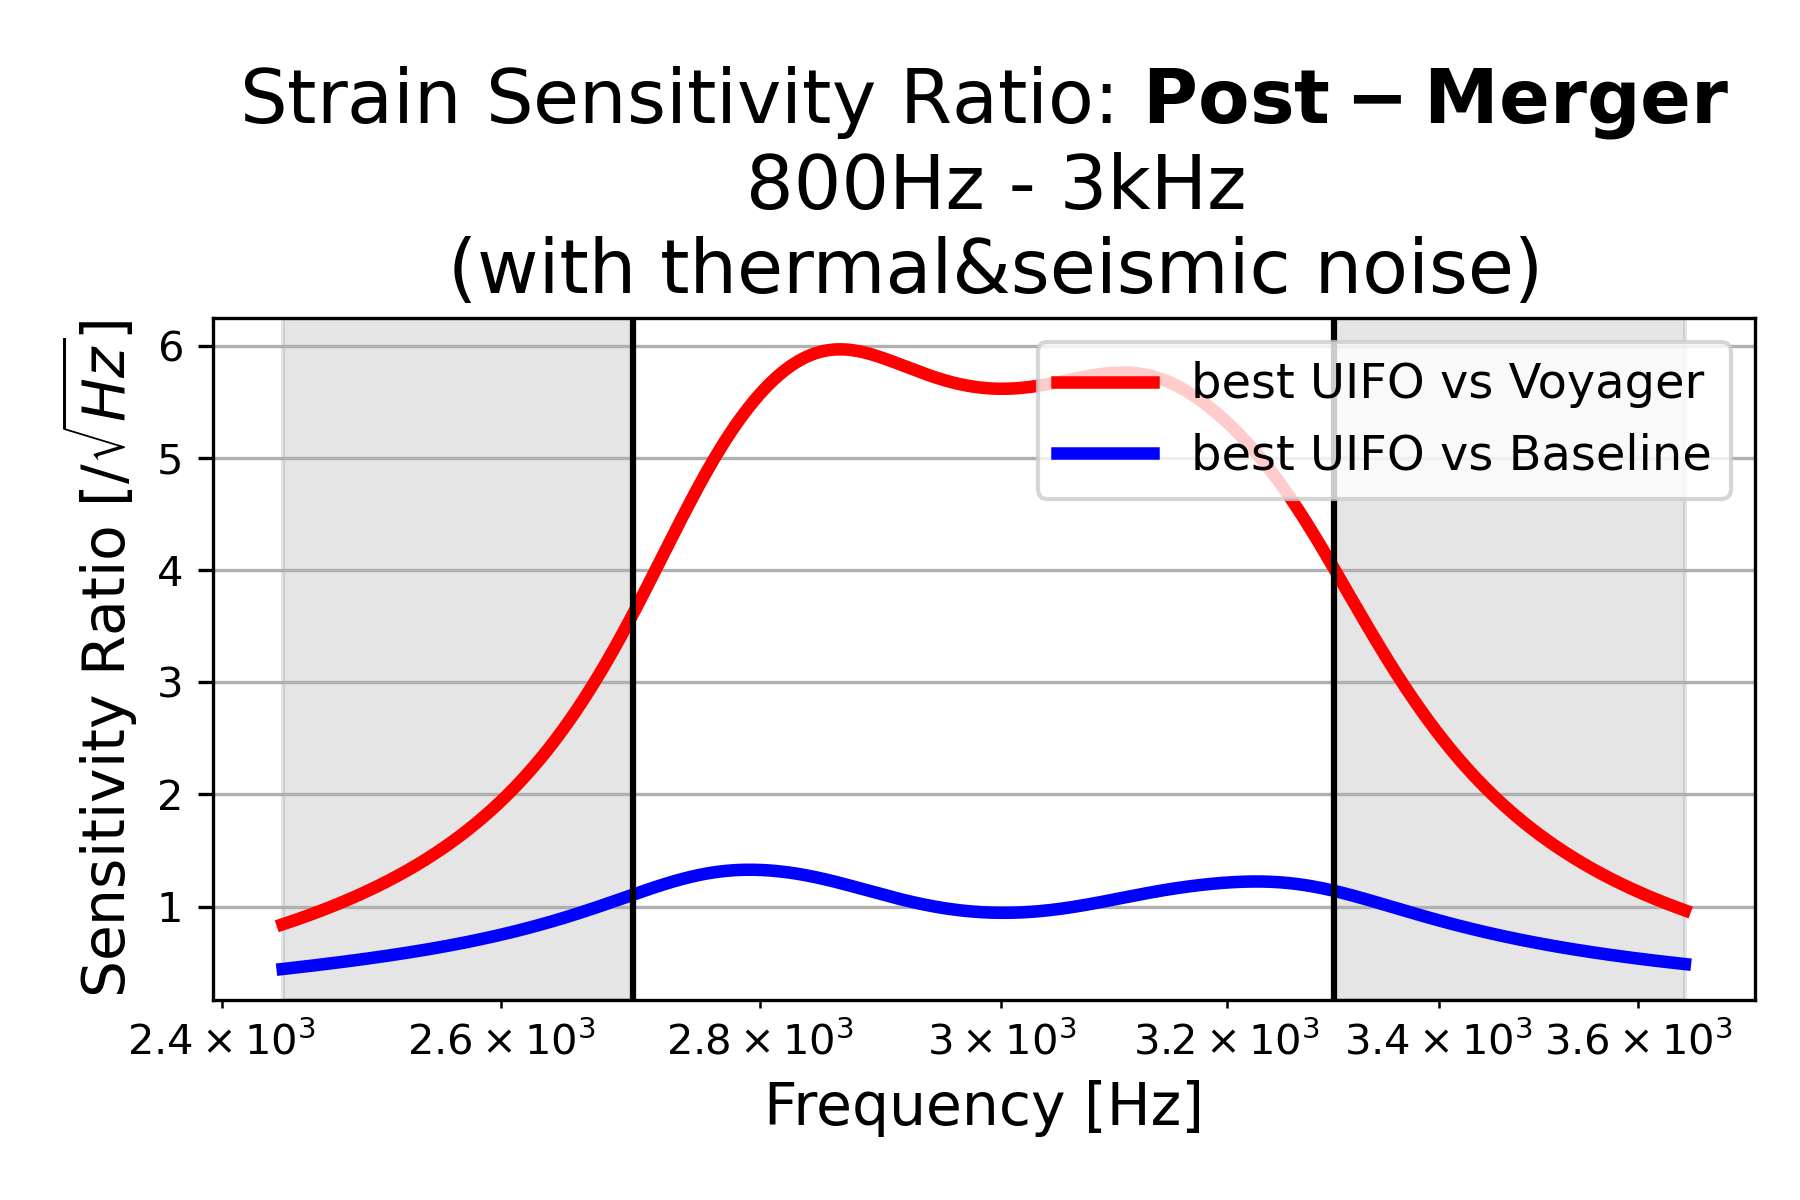 Strain Sensitivity Ratio: Post − Merger
800Hz - 3kHz
(with thermal&seismic noise)
Sensitivity Ratio [/√Hz]
6
5
4
3
2
1
best UIFO vs Voyager
best UIFO vs Baseline
2.4 × 10³ 2.6 × 10³ 2.8 × 10³ 3 × 10³ 3.2 × 10³ 3.4 × 10³ 3.6 × 10³
Frequency [Hz]